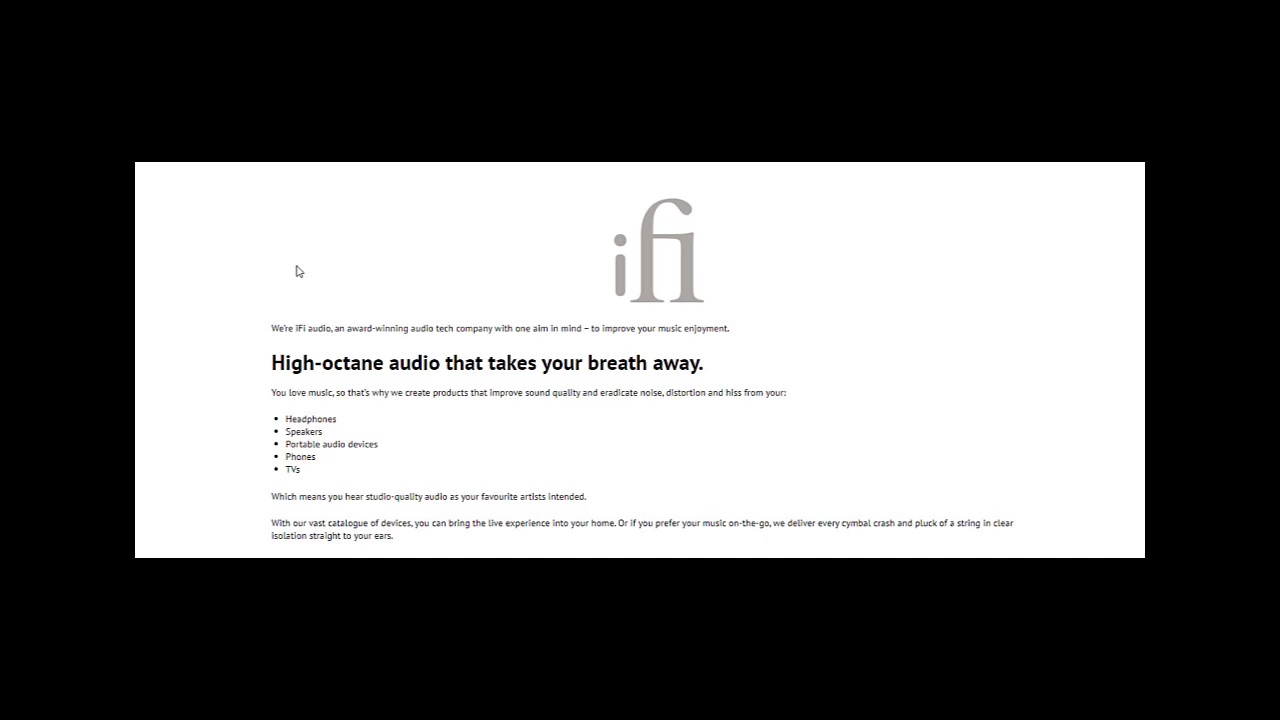 ifi
We're iFi audio, an award-winning audio tech company with one aim in mind – to improve your music enjoyment.
High-octane audio that takes your breath away.
You love music, so that's why we create products that improve sound quality and eradicate noise, distortion and hiss from your:
• Headphones
• Speakers
• Portable audio devices
• Phones
• TVs
Which means you hear studio-quality audio as your favourite artists intended.
With our vast catalogue of devices, you can bring the live experience into your home. Or if you prefer your music on-the-go, we deliver every cymbal crash and pluck of a string in clear
isolation straight to your ears.